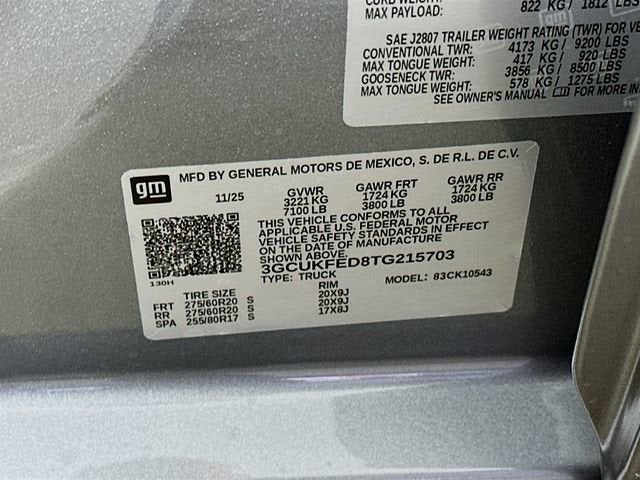 CURB WEIGHT:
822 KG / 1812 LBS
MAX PAYLOAD:
SAE J2807 TRAILER WEIGHT RATING (TWR) FOR VE
CONVENTIONAL TWR: 4173 KG / 9200 LBS
MAX TONGUE WEIGHT: 417 KG / 920 LBS
GOOSENECK TWR: 3856 KG / 8500 LBS
MAX TONGUE WEIGHT: 578 KG / 1275 LBS
SEE OWNER'S MANUAL gm FOR MORE IN
gm
MFD BY GENERAL MOTORS DE MEXICO, S. DE R.L. DE C.V.
11/25 GVWR GAWR FRT GAWR RR
3221 KG 1724 KG 1724 KG
7100 LB 3800 LB 3800 LB
THIS VEHICLE CONFORMS TO ALL
APPLICABLE U.S. FEDERAL MOTOR
VEHICLE SAFETY STANDARDS IN EFFECT
ON THE DATE OF MANUFACTURE
SHOWN ABOVE.
3GCUKFED8TG215703
TYPE: TRUCK MODEL: 83CK10543
130H
TIRE SIZE RIM
FRT 275/60R20 S 20X9J
RR 275/60R20 S 20X9J
SPA 255/80R17 S 17X8J